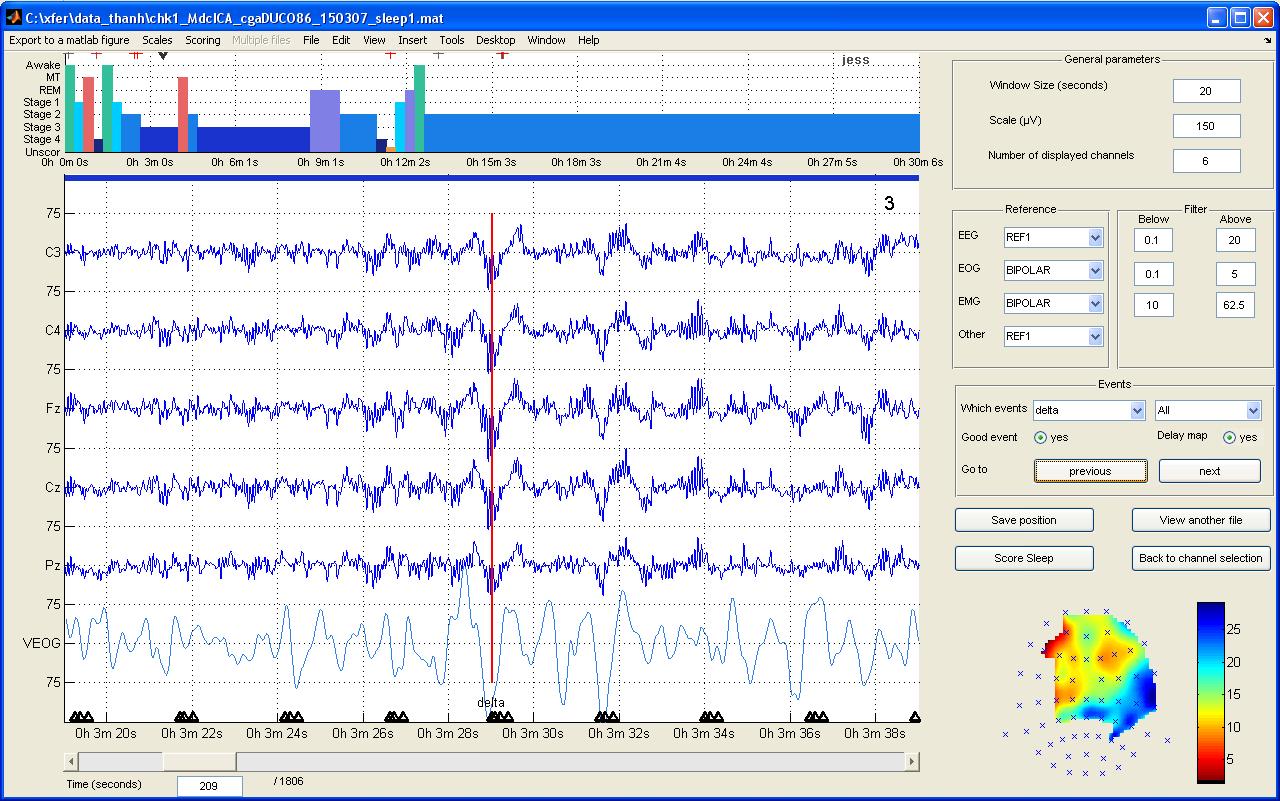 C:\xfer\data_thanh\chk1_MdcICA_cgaDUCO86_150307_sleep1.mat
Export to a matlab figure Scales Scoring Multiple files File Edit View Insert Tools Desktop Window Help
jess
Awake
MT
REM
Stage 1
Stage 2
Stage 3
Stage 4
Unscor
0h 0m 0s 0h 3m 0s 0h 6m 1s 0h 9m 1s 0h 12m 2s 0h 15m 3s 0h 18m 3s 0h 21m 4s 0h 24m 4s 0h 27m 5s 0h 30m 6s
3
75
C3
75
C4
75
Fz
75
Cz
75
Pz
75
VEOG
75
delta
0h 3m 20s 0h 3m 22s 0h 3m 24s 0h 3m 26s 0h 3m 28s 0h 3m 30s 0h 3m 32s 0h 3m 34s 0h 3m 36s 0h 3m 38s
Time (seconds) 209 / 1806
General parameters
Window Size (seconds) 20
Scale (µV) 150
Number of displayed channels 6
Reference
EEG REF1
EOG BIPOLAR
EMG BIPOLAR
Other REF1
Filter
Below Above
0.1 20
0.1 5
10 62.5
Events
Which events delta All
Good event yes Delay map yes
Go to previous next
Save position View another file
Score Sleep Back to channel selection
25
20
15
10
5